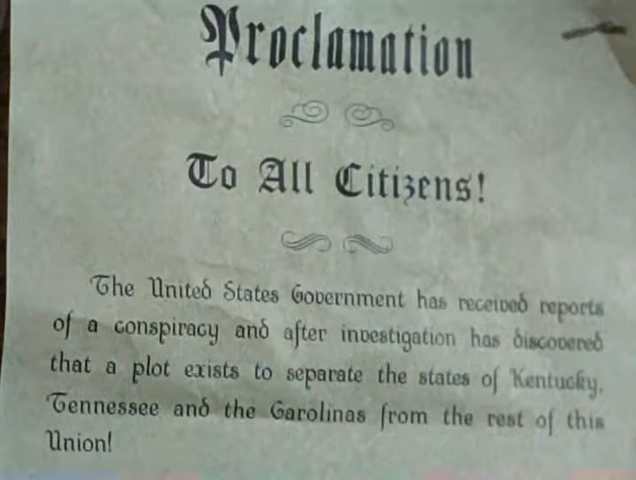 Proclamation
To All Citizens!
The United States Government has received reports
of a conspiracy and after investigation has discovered
that a plot exists to separate the states of Kentucky,
Tennessee and the Carolinas from the rest of this
Union!